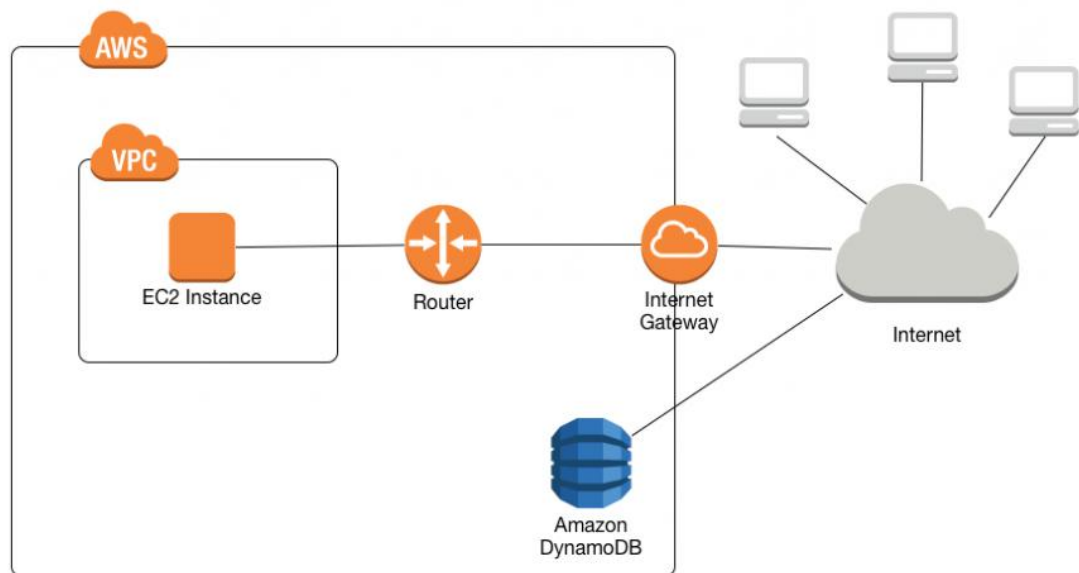 AWS
VPC
EC2 Instance
Router
Internet
Gateway
Internet
Amazon
DynamoDB